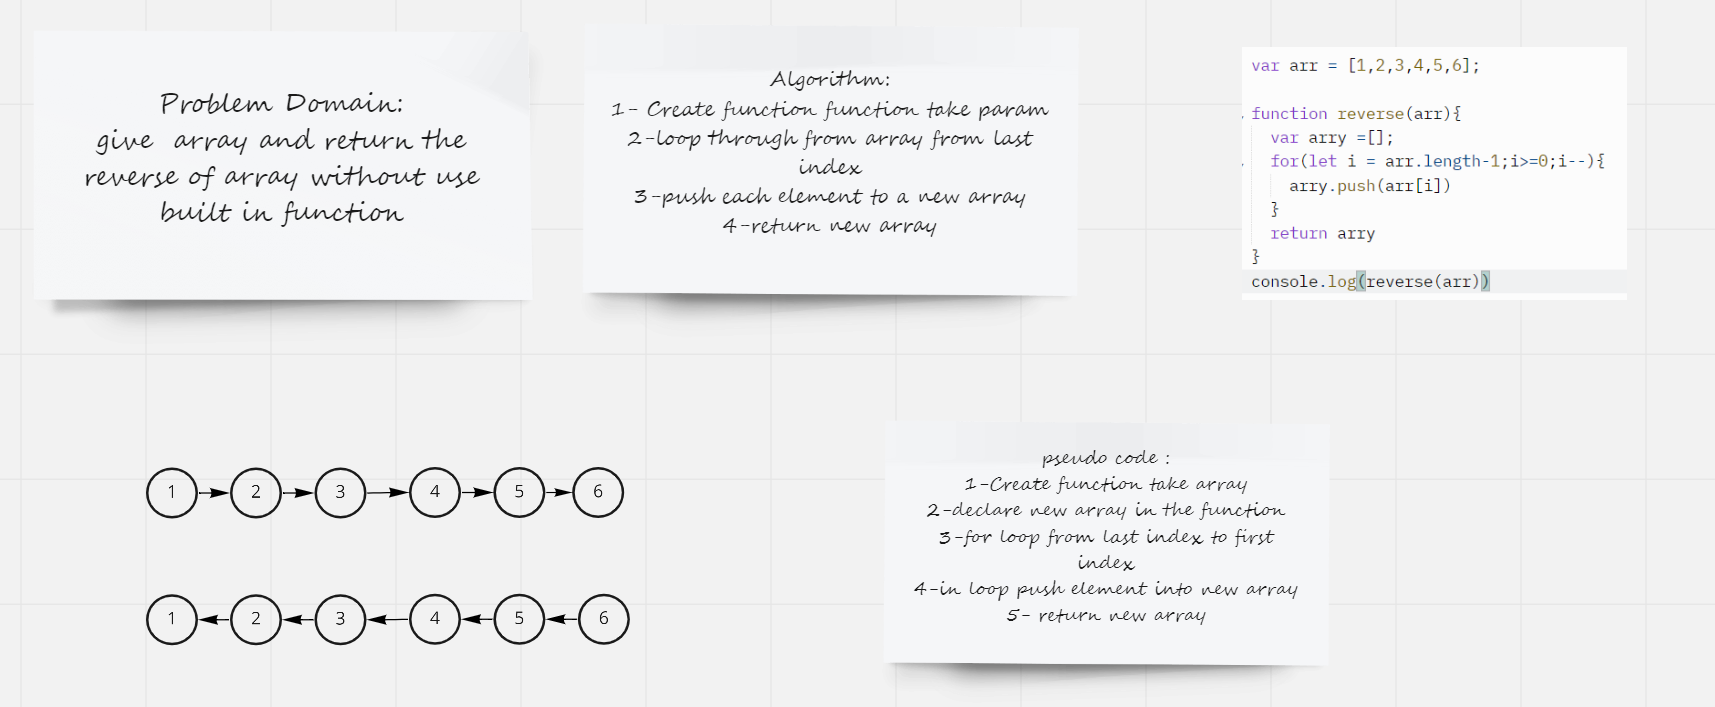 Problem Domain:
give array and return the
reverse of array without use
built in function
Algorithm:
1- Create function function take param
2-loop through from array from last
index
3-push each element to a new array
4-return new array
var arr = [1,2,3,4,5,6];
function reverse(arr){
var arry =[];
for(let i = arr.length-1;i>=0;i--){
arry.push(arr[i])
}
return arry
}
console.log(reverse(arr))
1 2 3 4 5 6
1 2 3 4 5 6
pseudo code :
1-Create function take array
2-declare new array in the function
3-for loop from last index to first
index
4-in loop push element into new array
5- return new array